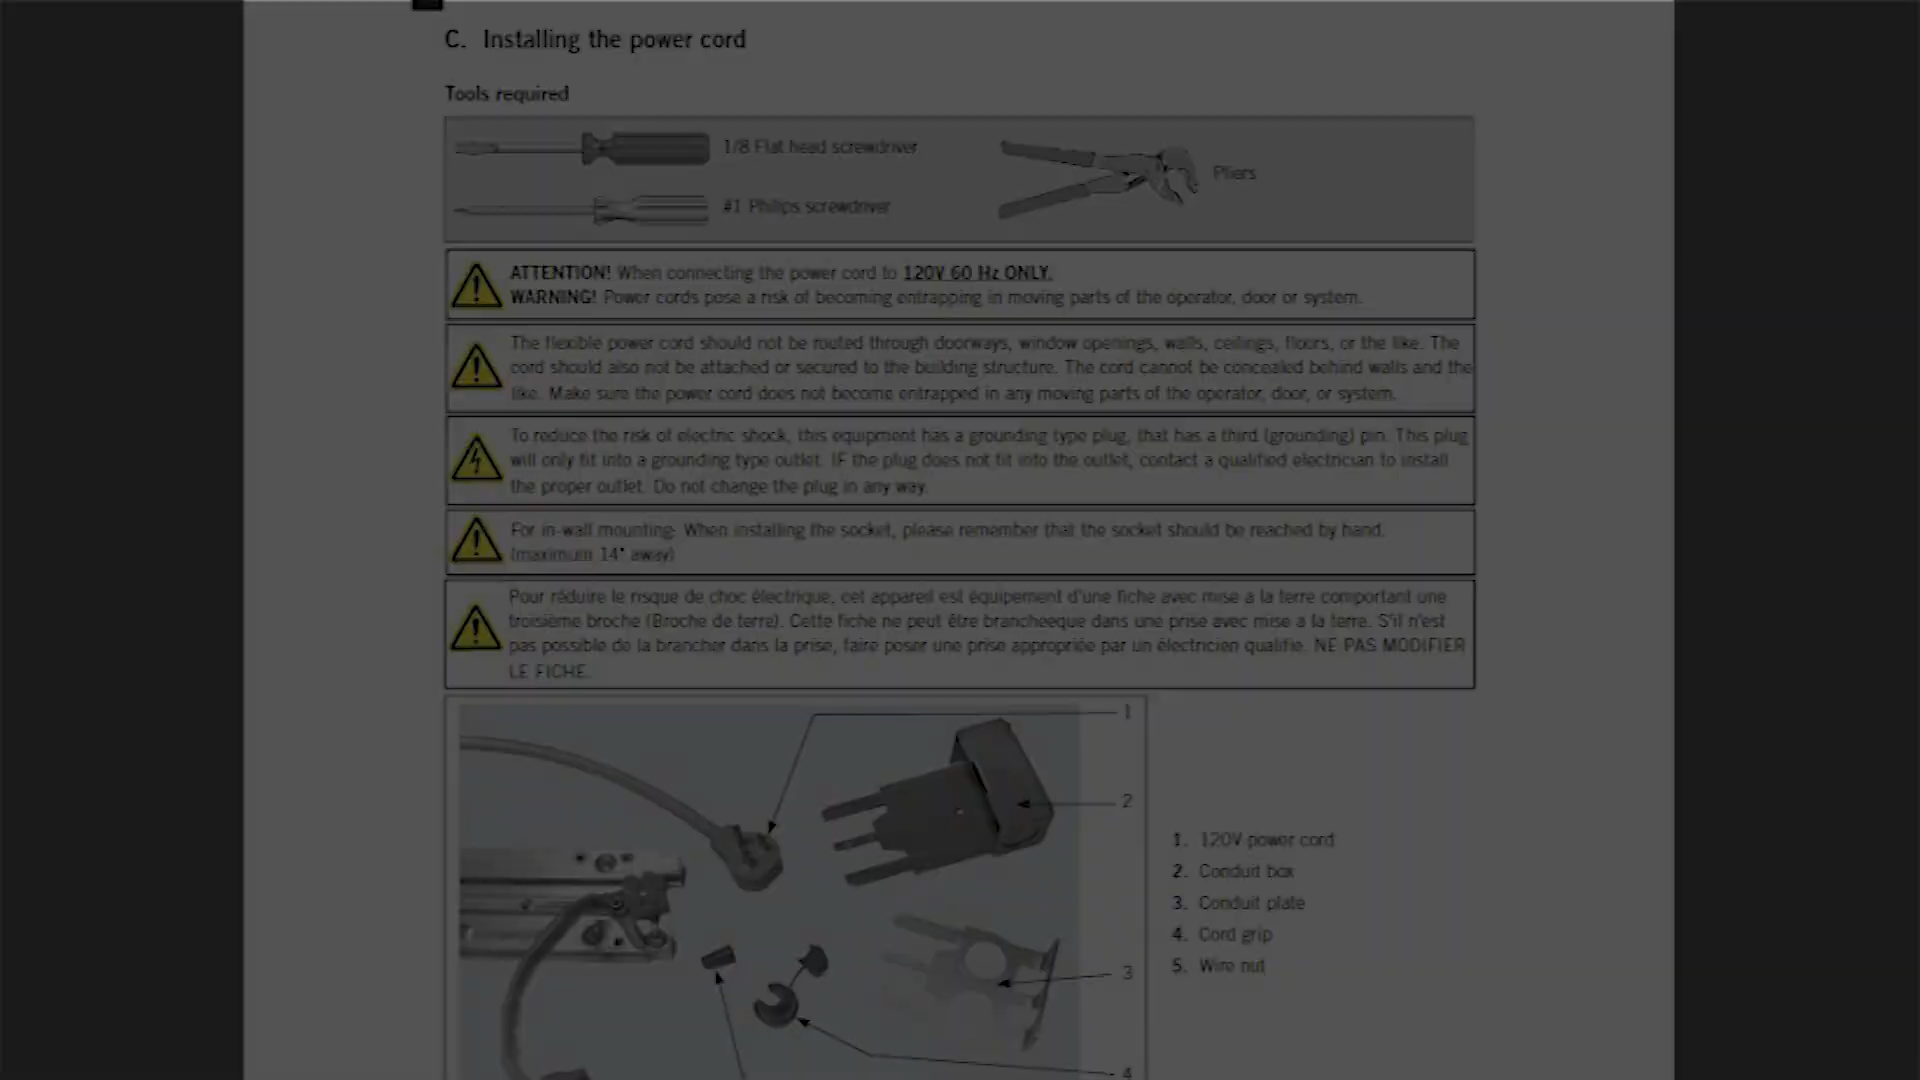 C. Installing the power cord
Tools required
1/8 Flat head screwdriver
Pliers
#1 Philips screwdriver
ATTENTION! When connecting the power cord to 120V 60 Hz ONLY.
WARNING! Power cords pose a risk of becoming entrapping in moving parts of the operator, door or system.
The flexible power cord should not be routed through doorways, window openings, walls, ceilings, floors, or the like. The
cord should also not be attached or secured to the building structure. The cord cannot be concealed behind walls and the
like. Make sure the power cord does not become entrapped in any moving parts of the operator, door, or system.
To reduce the risk of electric shock, this equipment has a grounding type plug, that has a third (grounding) pin. This plug
will only fit into a grounding type outlet. IF the plug does not fit into the outlet, contact a qualified electrician to install
the proper outlet. Do not change the plug in any way.
For in-wall mounting: When installing the socket, please remember that the socket should be reached by hand.
(maximum 14" away)
Pour réduire le risque de choc électrique, cet appareil est équipement d'une fiche avec mise a la terre comportant une
troisième broche (Broche de terre). Cette fiche ne peut être brancheeque dans une prise avec mise a la terre. S'il n'est
pas possible de la brancher dans la prise, faire poser une prise appropriée par un électricien qualifie. NE PAS MODIFIER
LE FICHE.
1
2
3
4
1. 120V power cord
2. Conduit box
3. Conduit plate
4. Cord grip
5. Wire nut